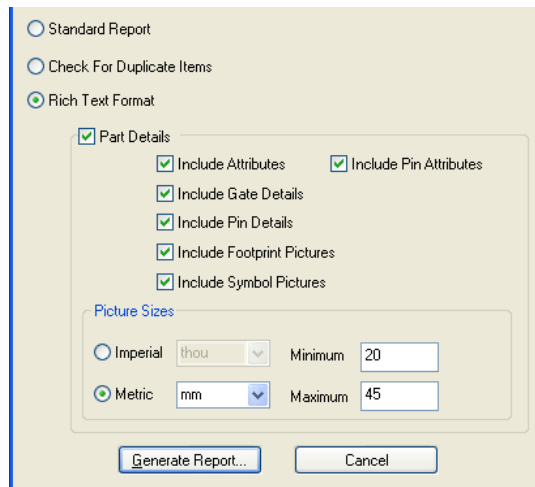 Standard Report
Check For Duplicate Items
Rich Text Format
Part Details
Include Attributes Include Pin Attributes
Include Gate Details
Include Pin Details
Include Footprint Pictures
Include Symbol Pictures
Picture Sizes
Imperial thou Minimum 20
Metric mm Maximum 45
Generate Report... Cancel